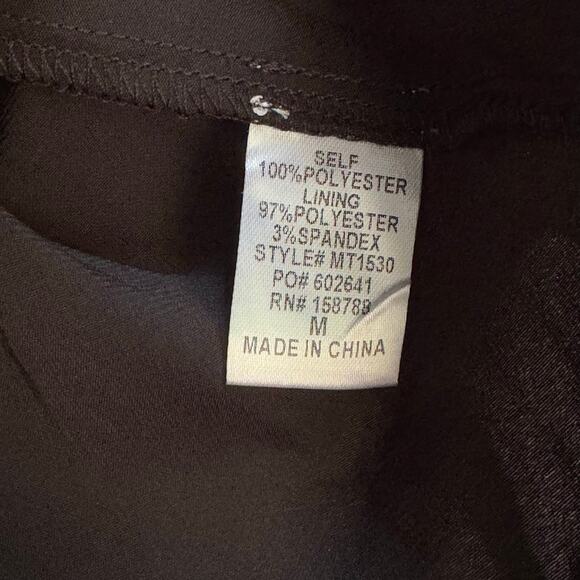 SELF
100%POLYESTER
LINING
97%POLYESTER
3%SPANDEX
STYLE# MT1530
PO# 602641
RN# 158789
M
MADE IN CHINA